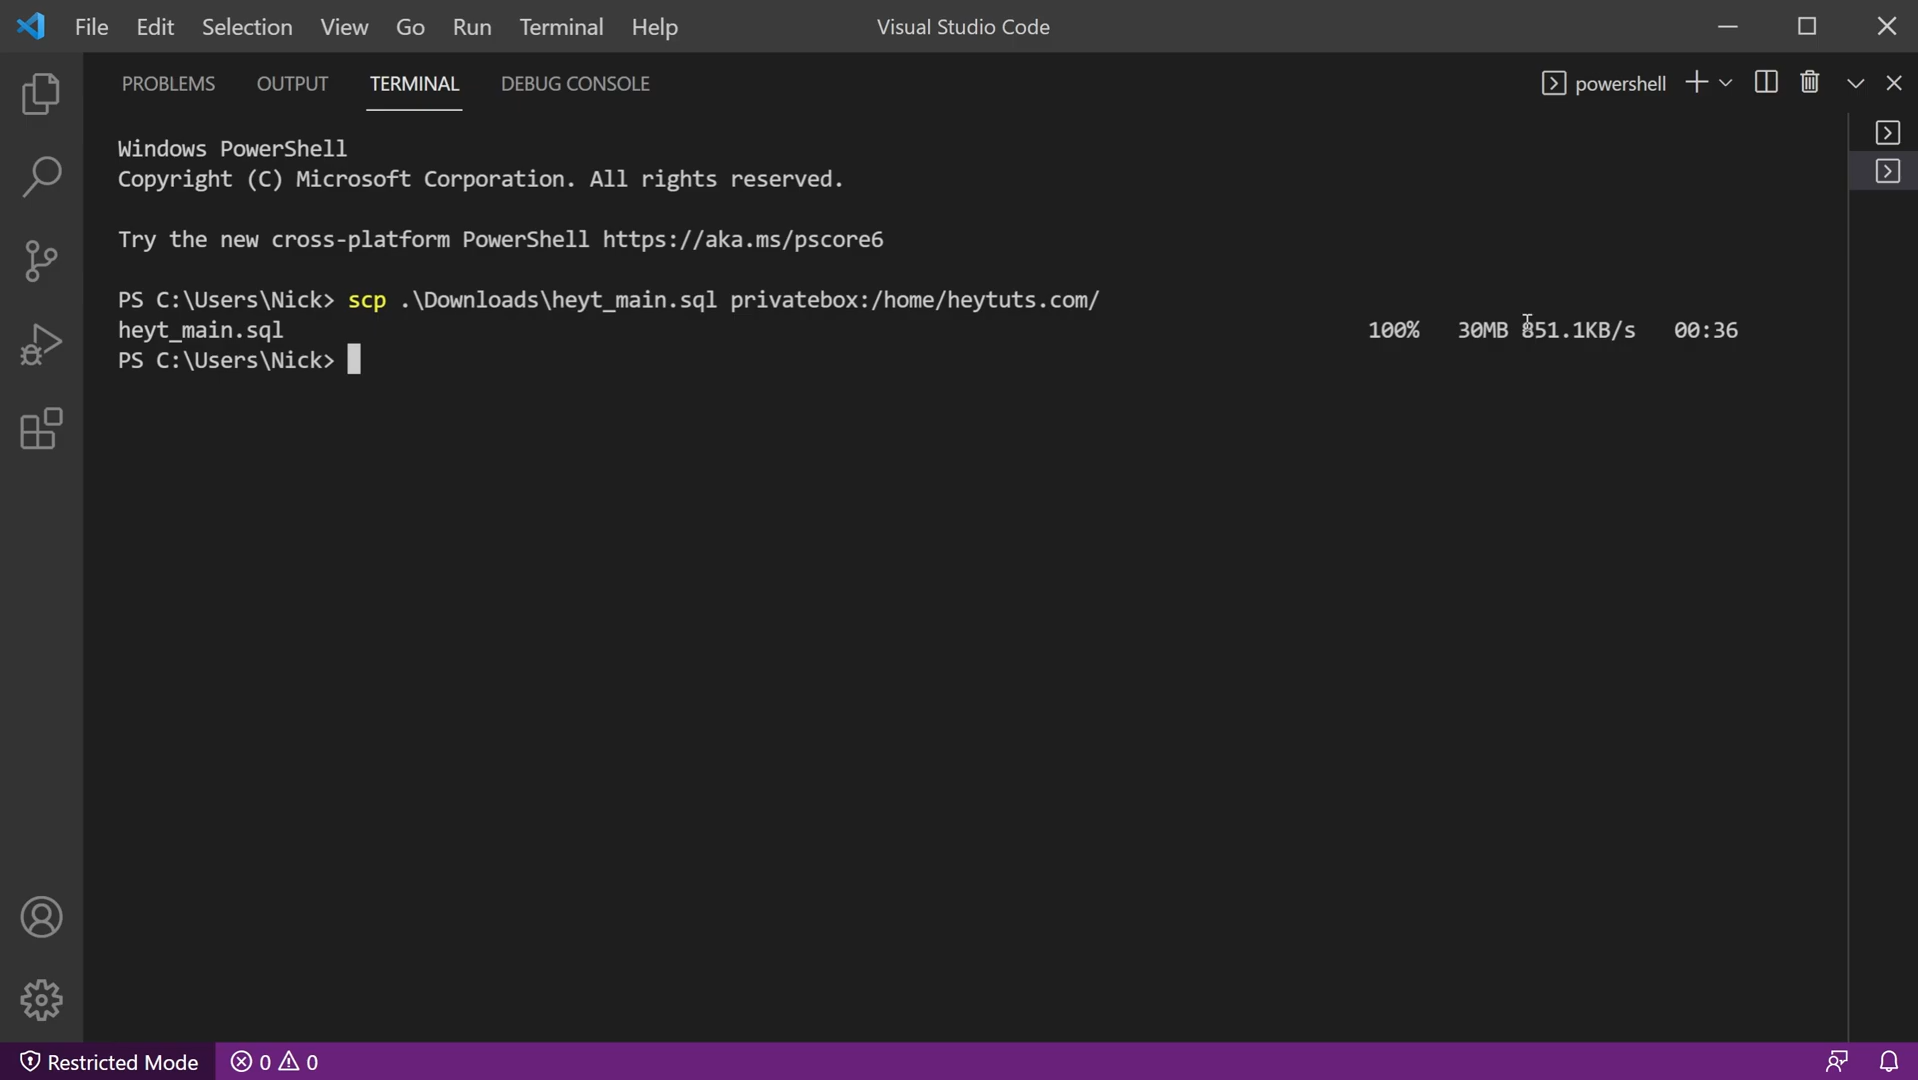 File Edit Selection View Go Run Terminal Help Visual Studio Code
PROBLEMS OUTPUT TERMINAL DEBUG CONSOLE powershell
Windows PowerShell
Copyright (C) Microsoft Corporation. All rights reserved.
Try the new cross-platform PowerShell https://aka.ms/pscore6
PS C:\Users\Nick> scp .\Downloads\heyt_main.sql privatebox:/home/heytuts.com/
heyt_main.sql 100% 30MB 851.1KB/s 00:36
PS C:\Users\Nick>
Restricted Mode 0 0